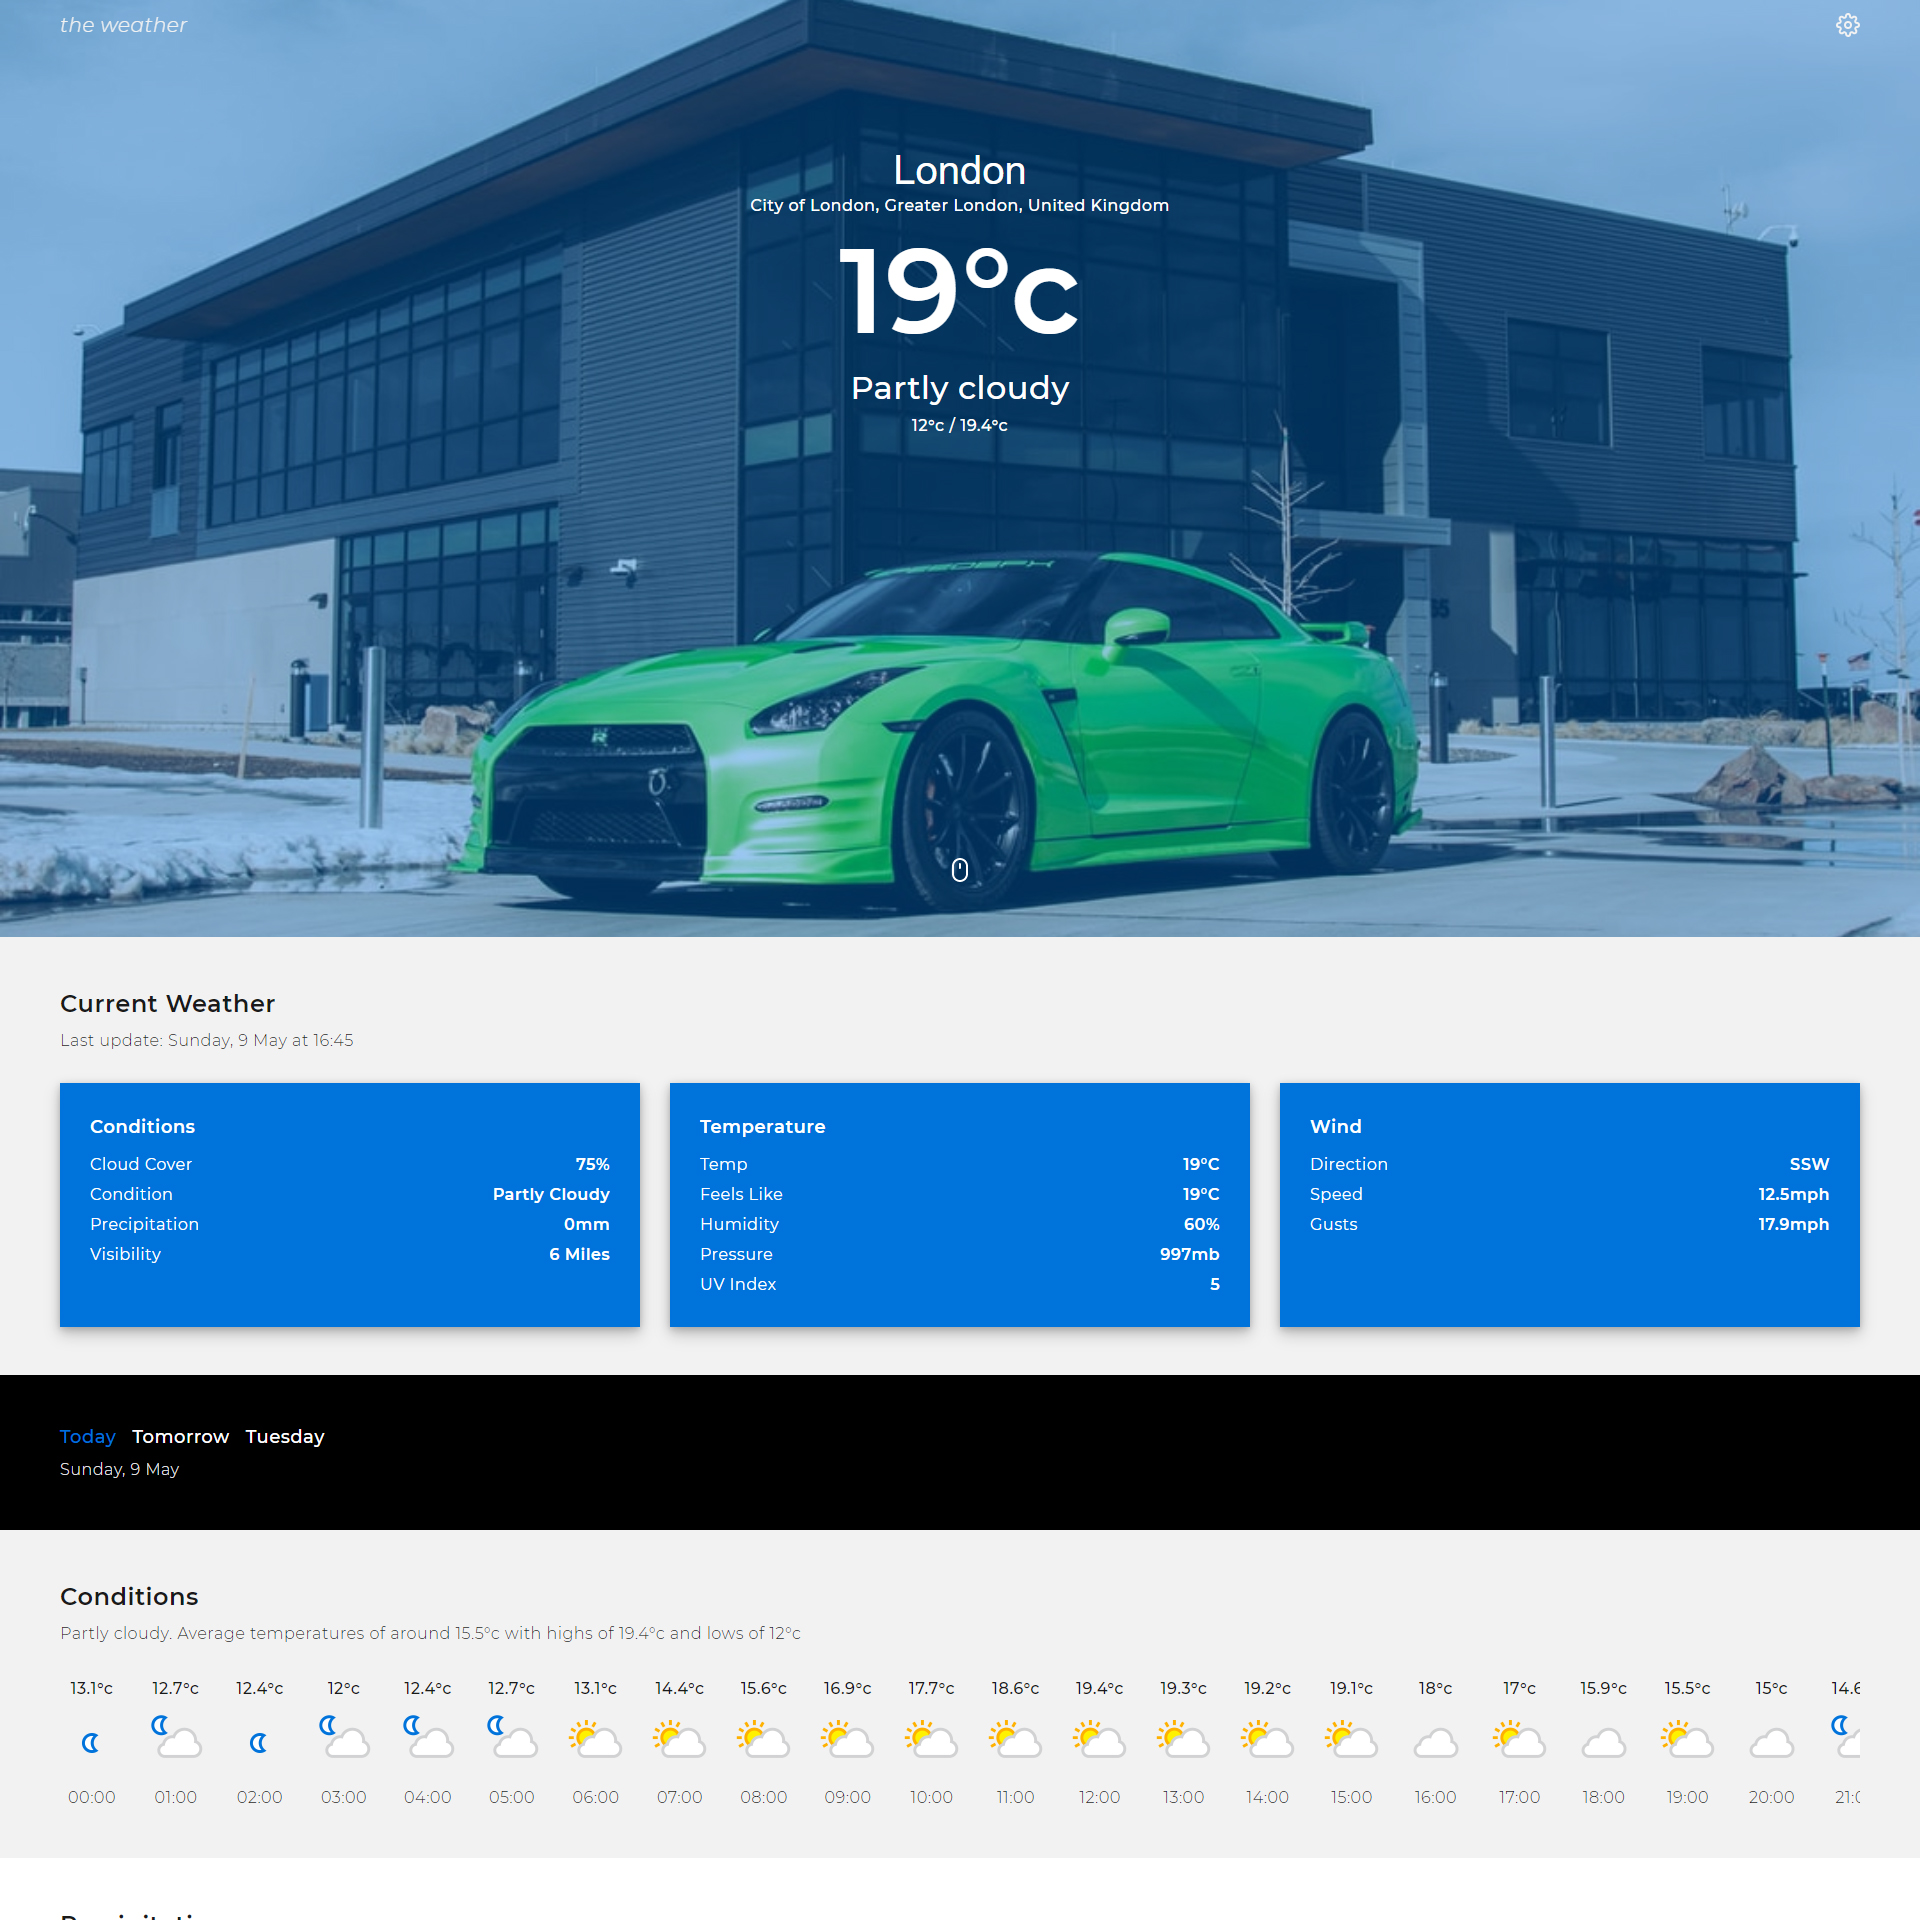 the weather
London
City of London, Greater London, United Kingdom
19°c
Partly cloudy
12°c / 19.4°c
Current Weather
Last update: Sunday, 9 May at 16:45
Conditions
Cloud Cover 75%
Condition Partly Cloudy
Precipitation 0mm
Visibility 6 Miles
Temperature
Temp 19°C
Feels Like 19°C
Humidity 60%
Pressure 997mb
UV Index 5
Wind
Direction SSW
Speed 12.5mph
Gusts 17.9mph
Today Tomorrow Tuesday
Sunday, 9 May
Conditions
Partly cloudy. Average temperatures of around 15.5°c with highs of 19.4°c and lows of 12°c
13.1°c 12.7°c 12.4°c 12°c 12.4°c 12.7°c 13.1°c 14.4°c 15.6°c 16.9°c 17.7°c 18.6°c 19.4°c 19.3°c 19.2°c 19.1°c 18°c 17°c 15.9°c 15.5°c 15°c 14.6
00:00 01:00 02:00 03:00 04:00 05:00 06:00 07:00 08:00 09:00 10:00 11:00 12:00 13:00 14:00 15:00 16:00 17:00 18:00 19:00 20:00